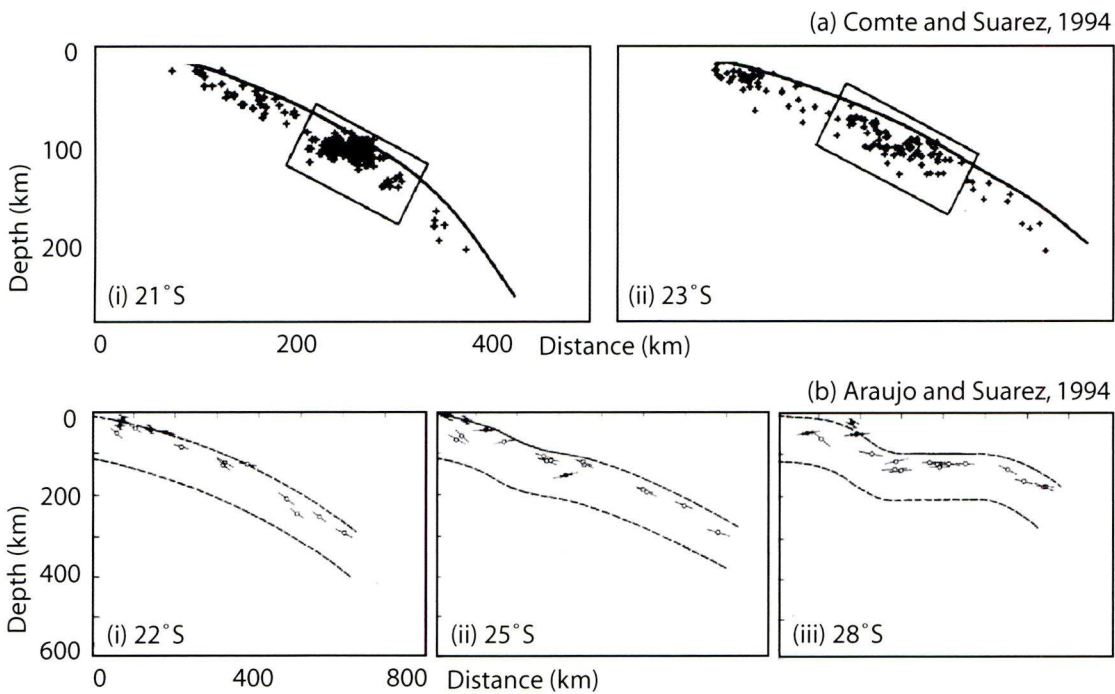 (a) Comte and Suarez, 1994
0
100
200
Depth (km)
(i) 21°S
(ii) 23°S
0 200 400 Distance (km)
(b) Araujo and Suarez, 1994
0
200
400
600
Depth (km)
(i) 22°S
(ii) 25°S
(iii) 28°S
0 400 800 Distance (km)